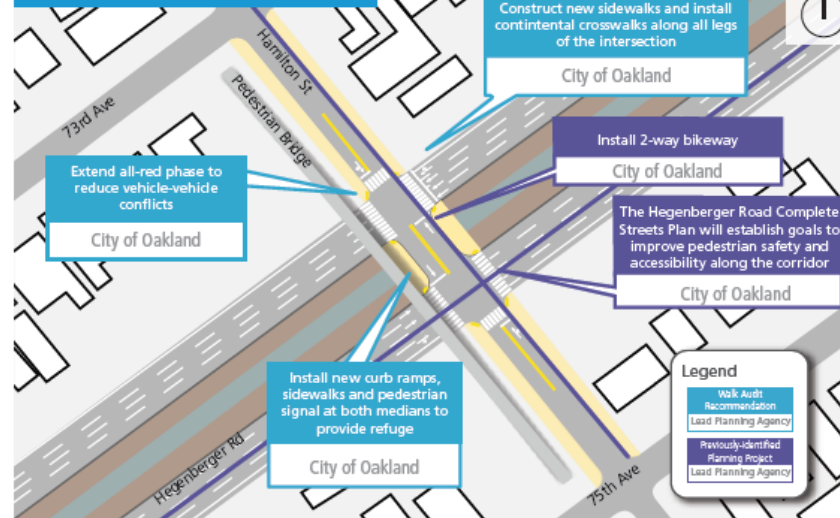 Construct new sidewalks and install
contintental crosswalks along all legs
of the intersection
City of Oakland
1
Hamilton St
73rd Ave
Pedestrian Bridge
Install 2-way bikeway
City of Oakland
Extend all-red phase to
reduce vehicle-vehicle
conflicts
City of Oakland
The Hegenberger Road Complete
Streets Plan will establish goals to
improve pedestrian safety and
accessibility along the corridor
City of Oakland
Install new curb ramps,
sidewalks and pedestrian
signal at both medians to
provide refuge
City of Oakland
Hegenberger Rd
75th Ave
Legend
Walk Audit
Recommendation
Lead Planning Agency
Previously-Identified
Planning Project
Lead Planning Agency